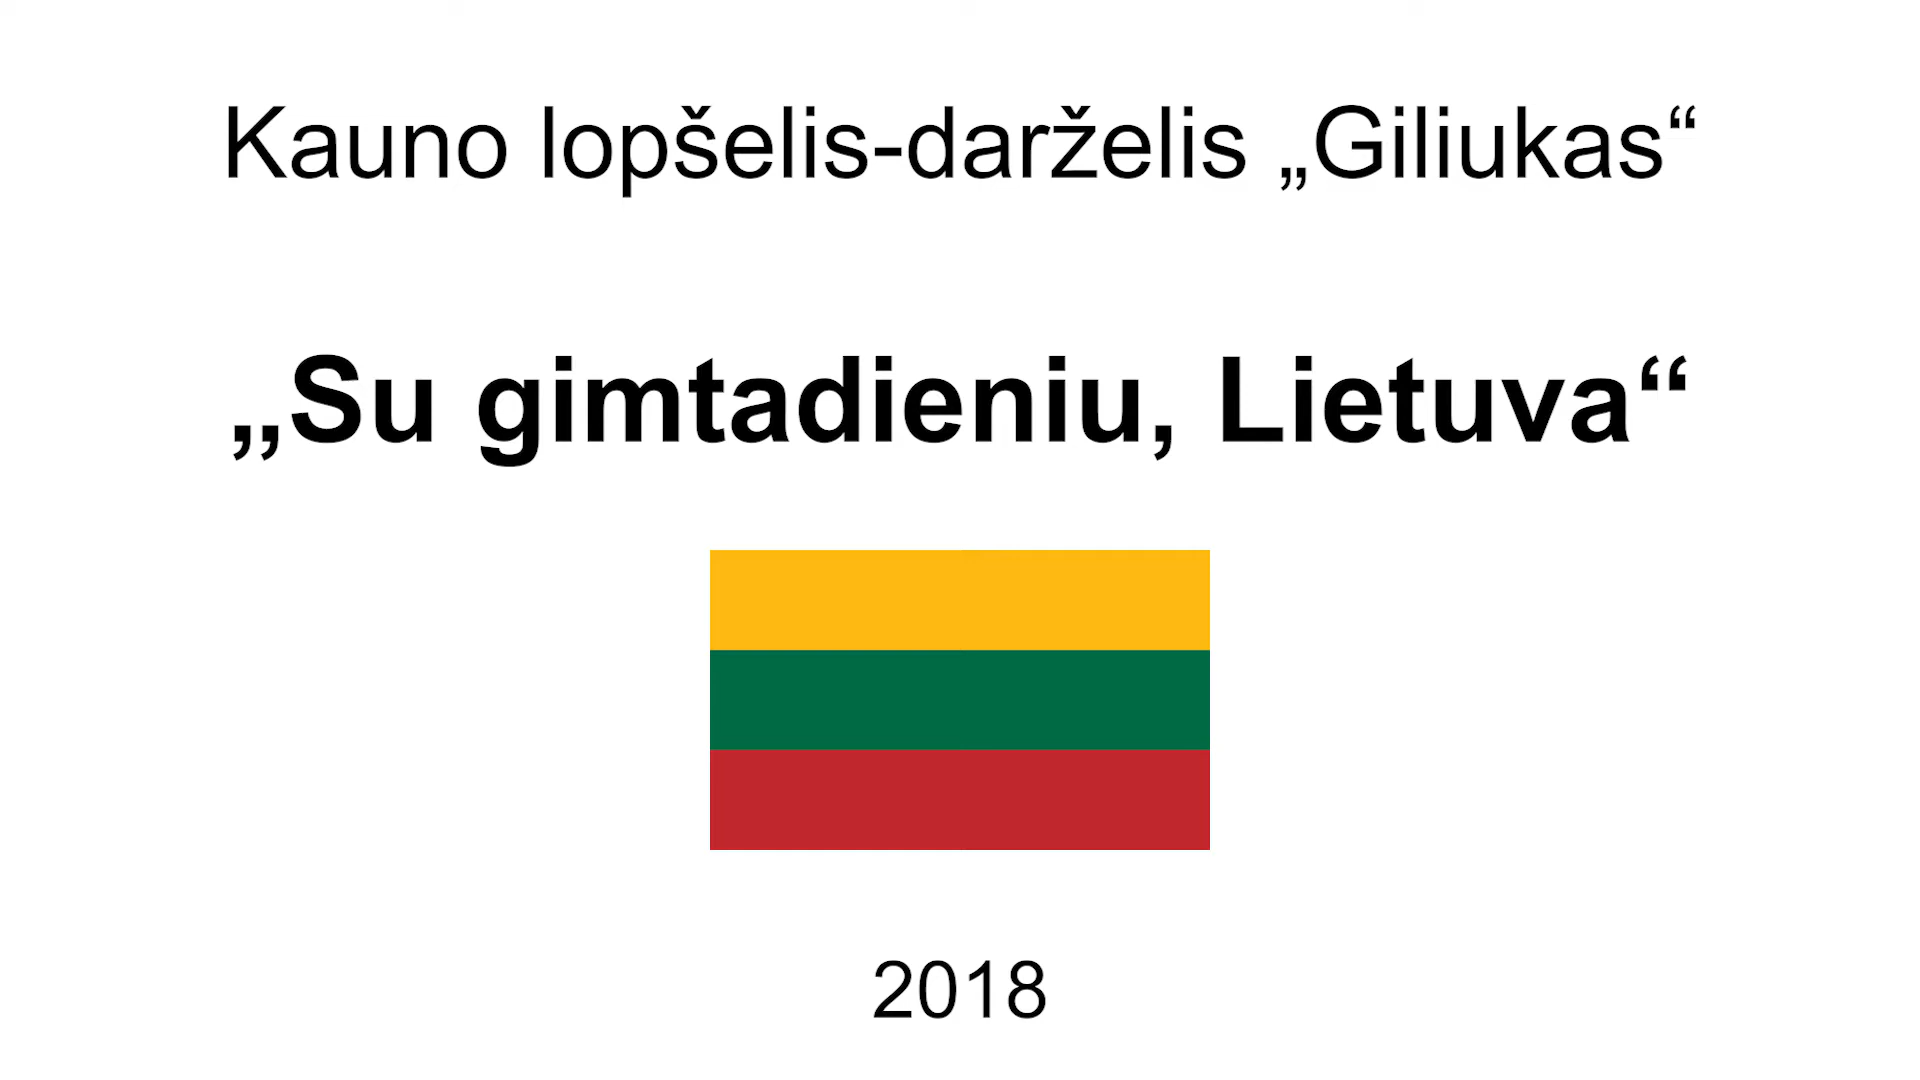 Kauno lopšelis-darželis „Giliukas“
„Su gimtadieniu, Lietuva“
2018